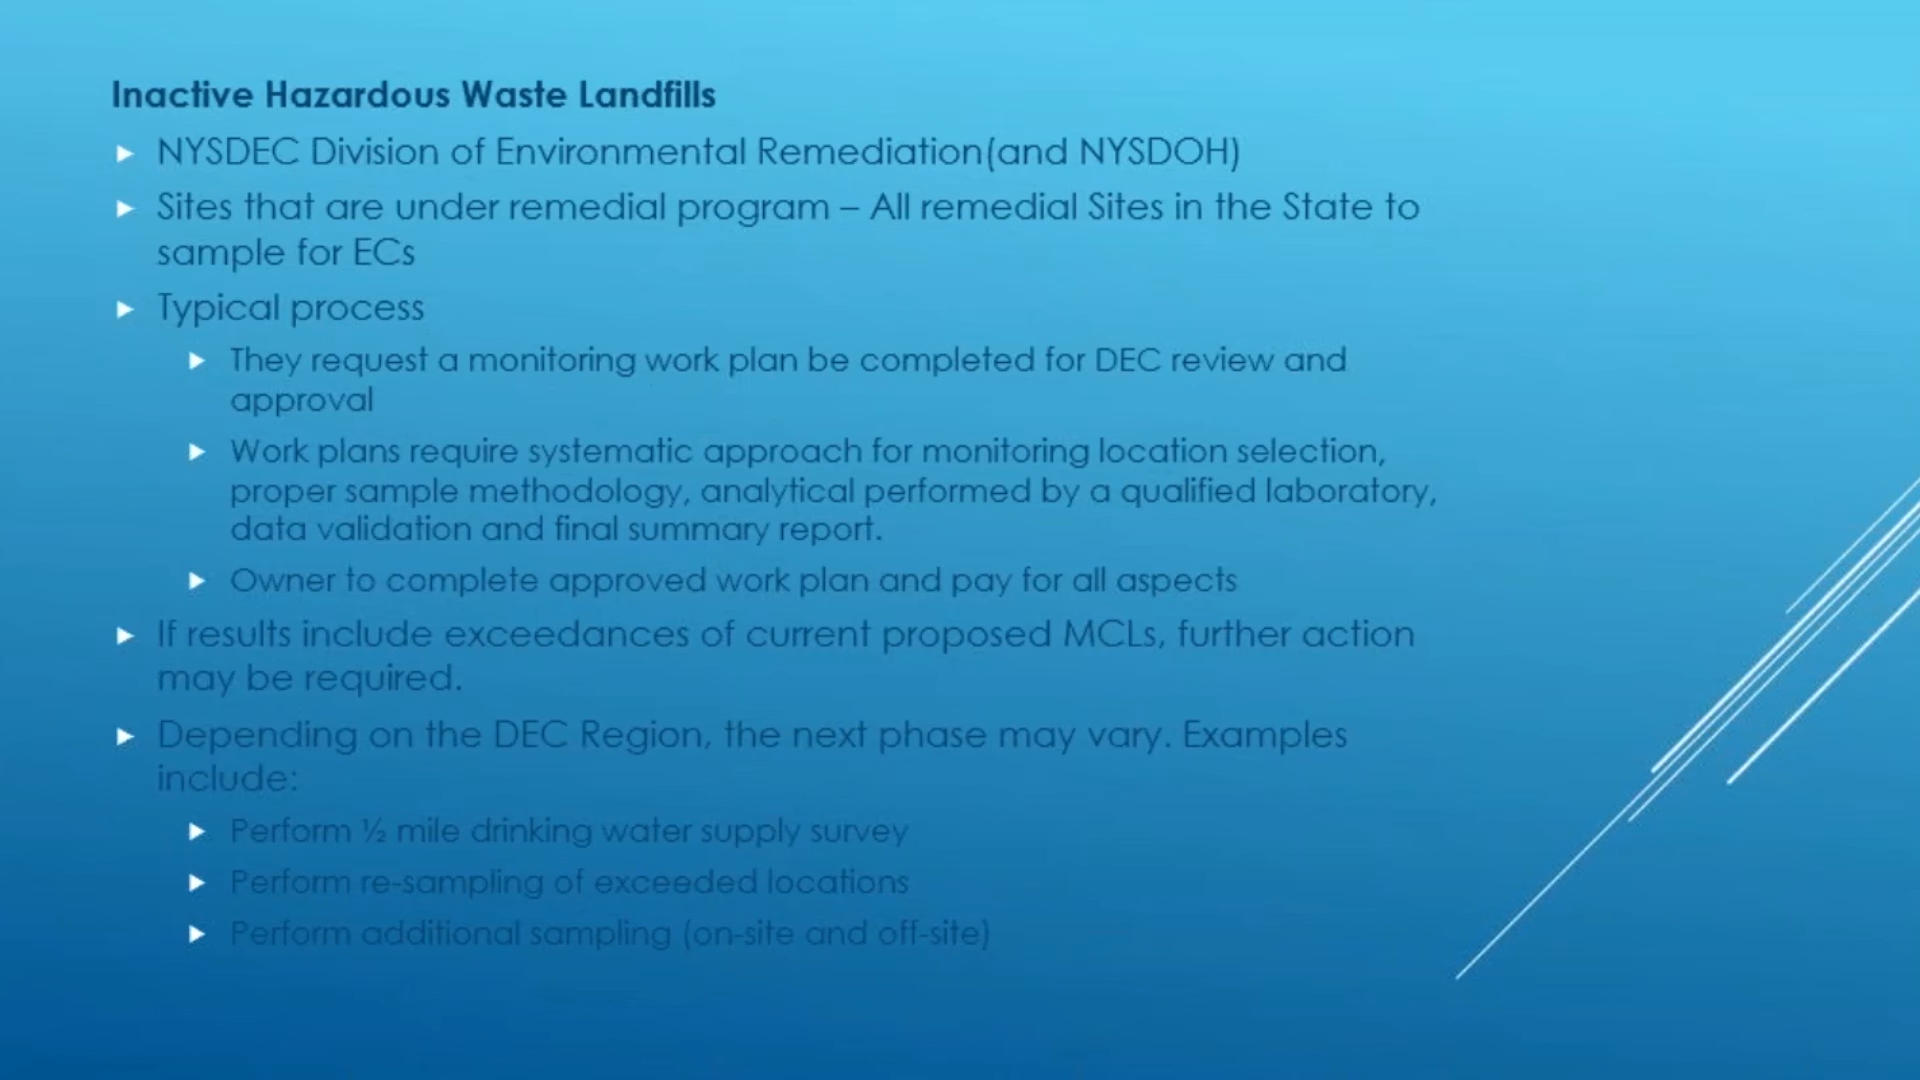 Inactive Hazardous Waste Landfills
NYSDEC Division of Environmental Remediation(and NYSDOH)
Sites that are under remedial program – All remedial Sites in the State to
sample for ECs
Typical process
They request a monitoring work plan be completed for DEC review and
approval
Work plans require systematic approach for monitoring location selection,
proper sample methodology, analytical performed by a qualified laboratory,
data validation and final summary report.
Owner to complete approved work plan and pay for all aspects
If results include exceedances of current proposed MCLs, further action
may be required.
Depending on the DEC Region, the next phase may vary. Examples
include:
Perform ½ mile drinking water supply survey
Perform re-sampling of exceeded locations
Perform additional sampling (on-site and off-site)